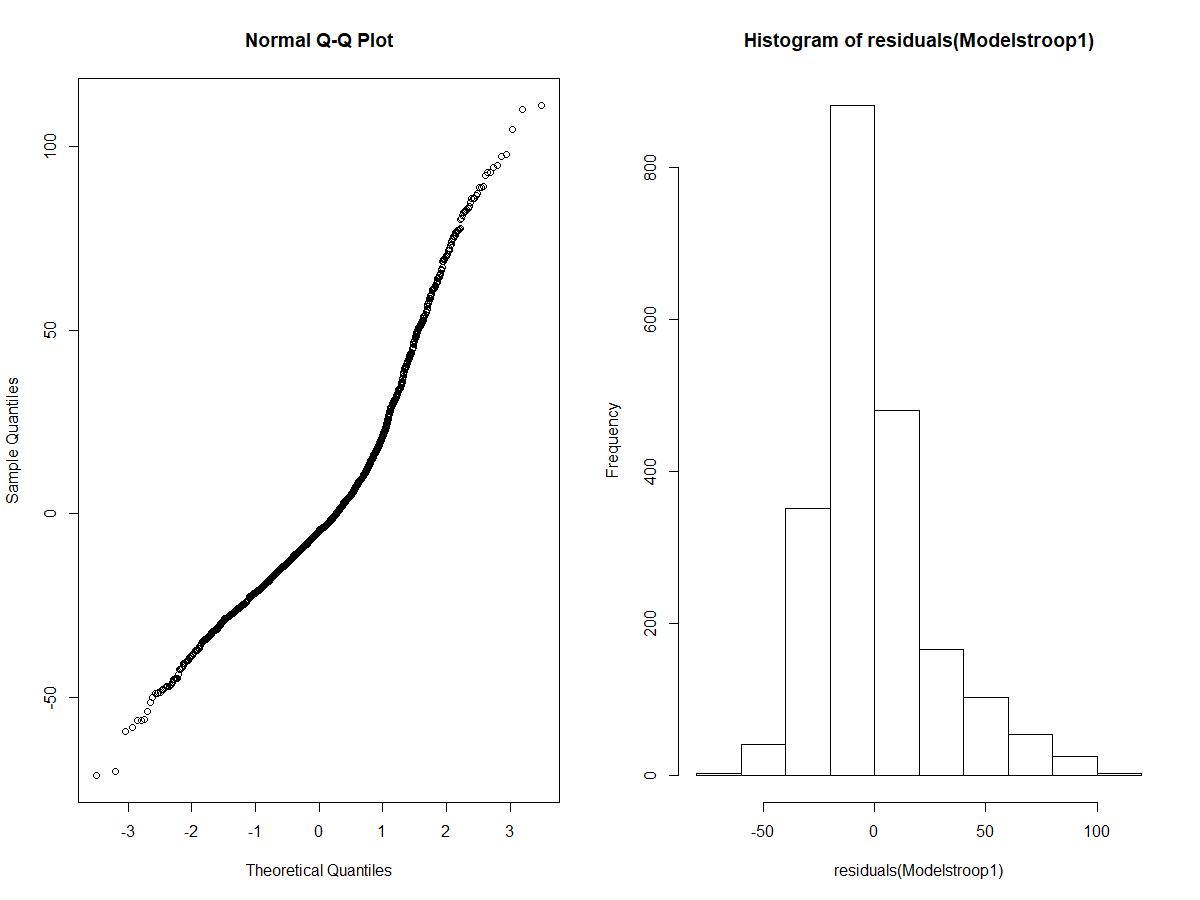 Normal Q-Q Plot
Sample Quantiles
100
50
0
-50
-3 -2 -1 0 1 2 3
Theoretical Quantiles
Histogram of residuals(Modelstroop1)
Frequency
800
600
400
200
0
-50 0 50 100
residuals(Modelstroop1)